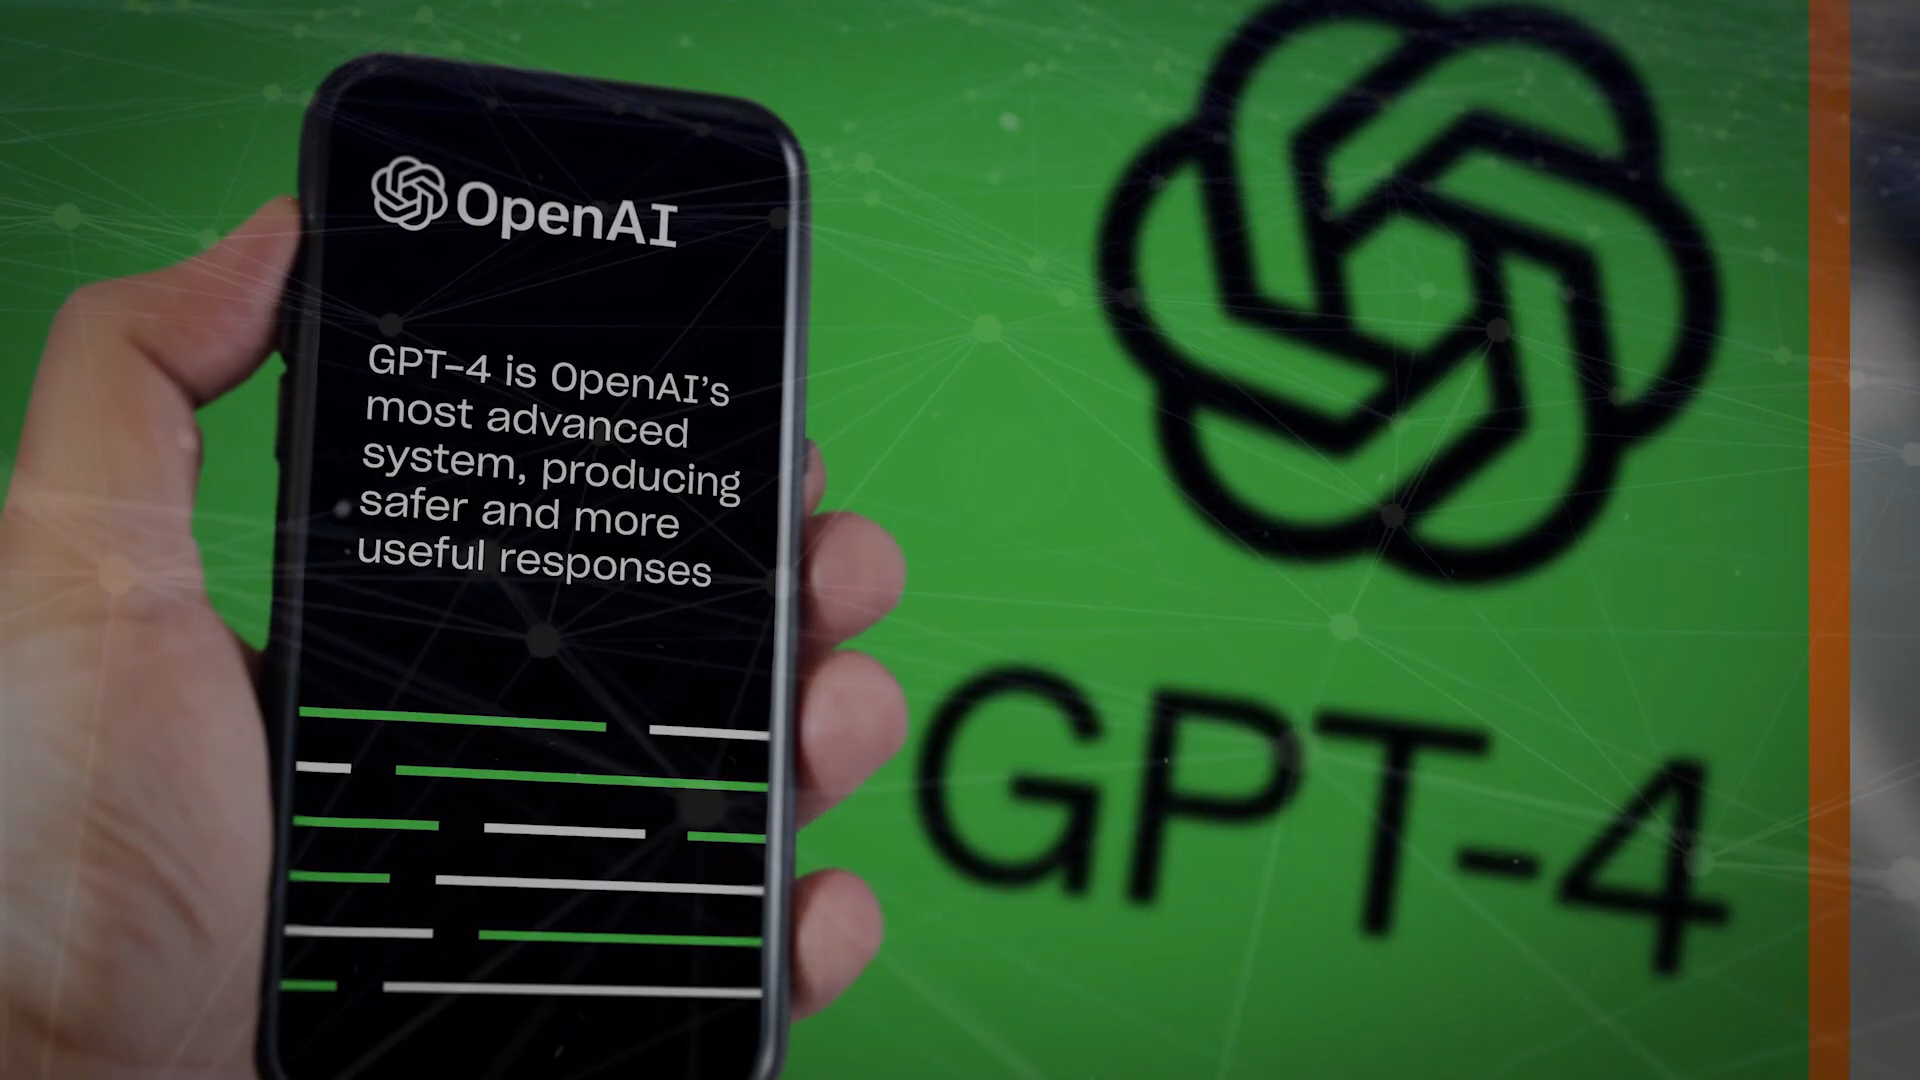 OpenAI
GPT-4 is OpenAI's
most advanced
system, producing
safer and more
useful responses
GPT-4